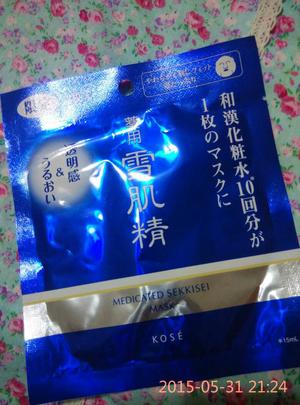 和漢化粧水10*回分が
1枚のマスクに
透明感
&
うるおい
薬用
雪肌精
MEDICATED SEKKISEI
MASK
KOSÉ
2015-05-31 21:24